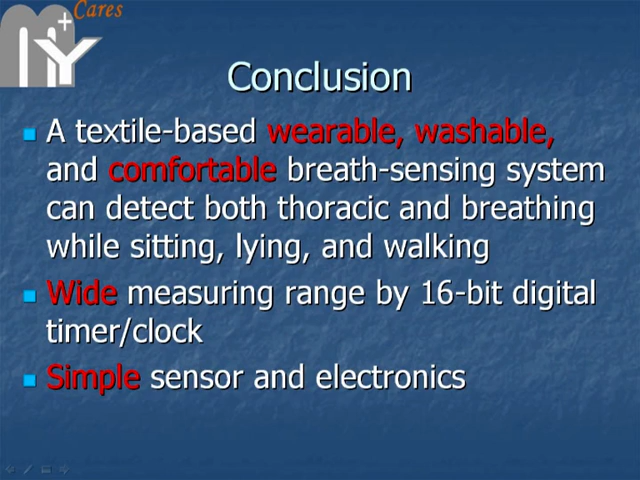 Cares
MY+
Conclusion
A textile-based wearable, washable,
and comfortable breath-sensing system
can detect both thoracic and breathing
while sitting, lying, and walking
Wide measuring range by 16-bit digital
timer/clock
Simple sensor and electronics